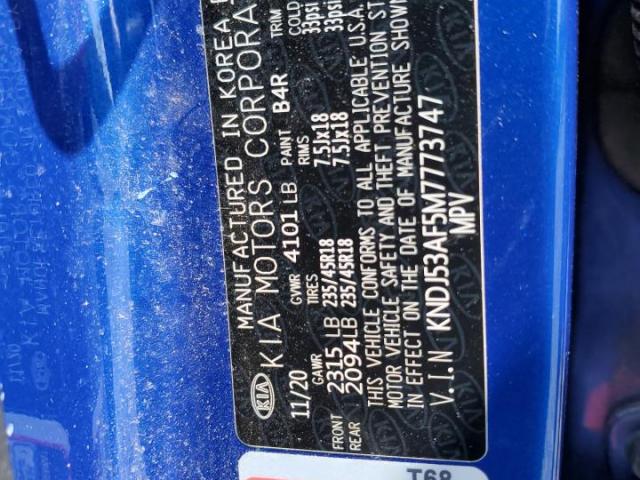 MANUFACTURED IN KOREA
KIA KIA MOTORS CORPORA
11/20 GVWR 4101 LB PAINT B4R TRIM
GAWR TIRES RIMS COLD
FRONT 2315 LB 235/45R18 7.5Jx18 33psi
REAR 2094LB 235/45R18 7.5Jx18 33psi
THIS VEHICLE CONFORMS TO ALL APPLICABLE U.S.A.
MOTOR VEHICLE SAFETY AND THEFT PREVENTION ST
IN EFFECT ON THE DATE OF MANUFACTURE SHOWN
V.I.N KNDJ53AF5M7773747
MPV
T68